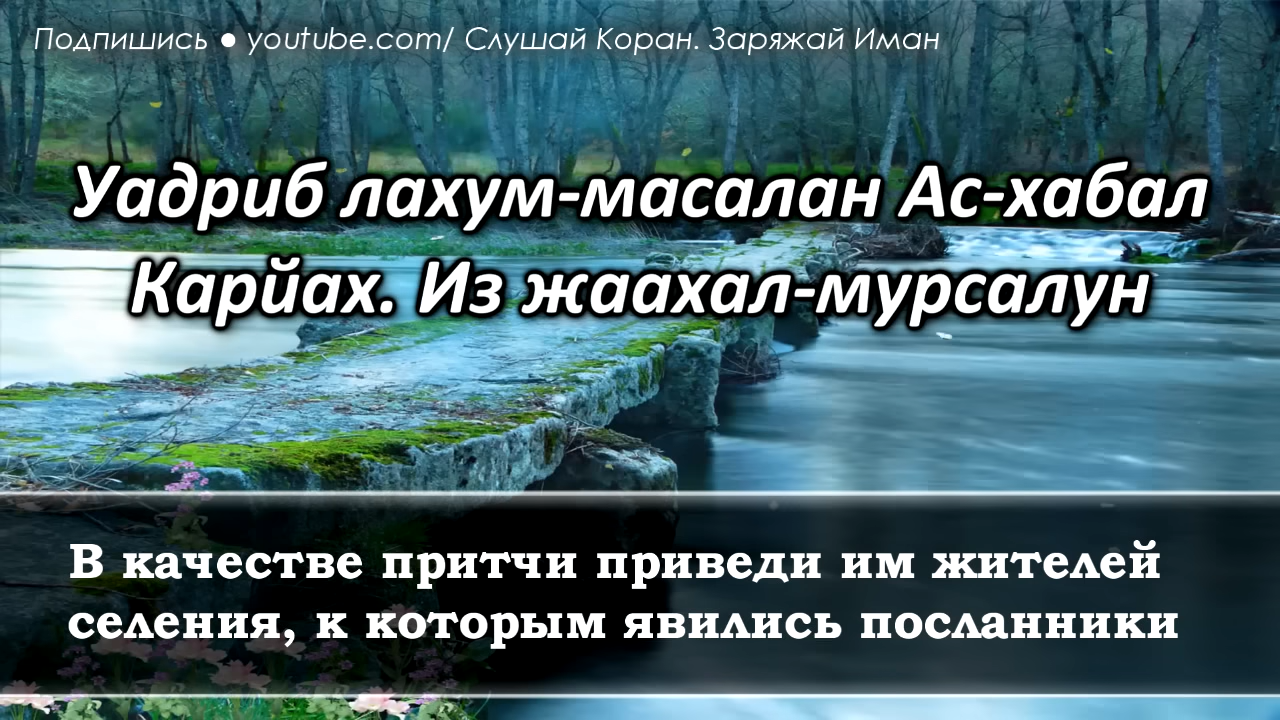 Подпишись ● youtube.com/ Слушай Коран. Заряжай Иман
Уадриб лахум-масалан Ас-хабал
Карйах. Из жаахал-мурсалун
В качестве притчи приведи им жителей
селения, к которым явились посланники